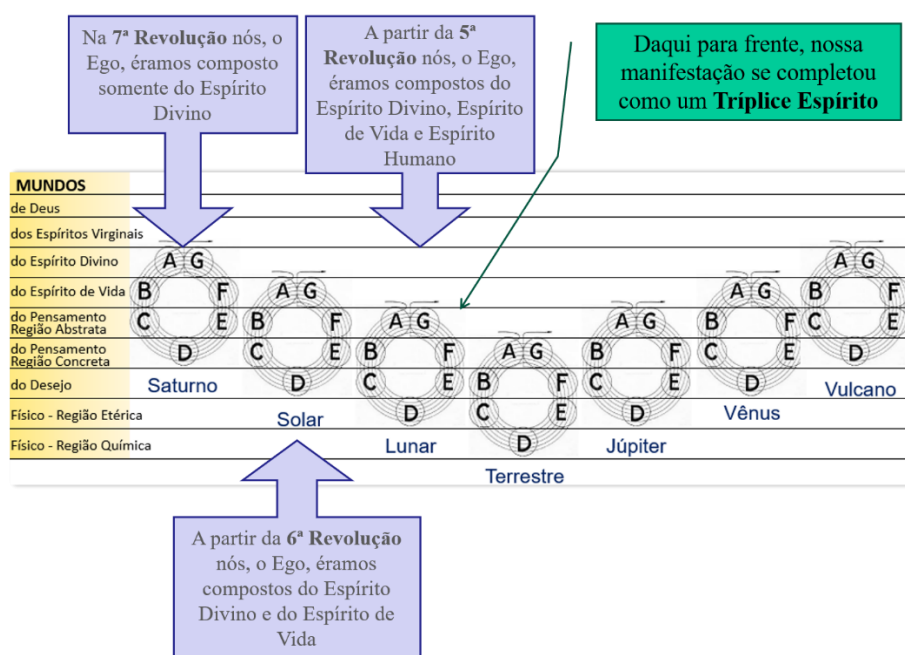 Na 7ª Revolução nós, o
Ego, éramos composto
somente do Espírito
Divino
A partir da 5ª
Revolução nós, o Ego,
éramos compostos do
Espírito Divino, Espírito
de Vida e Espírito
Humano
Daqui para frente, nossa
manifestação se completou
como um Tríplice Espírito
MUNDOS
de Deus
dos Espíritos Virginais
do Espírito Divino
do Espírito de Vida
do Pensamento
Região Abstrata
do Pensamento
Região Concreta
do Desejo
Físico - Região Etérica
Físico - Região Química
A G
B F
C E
D
Saturno
A G
B F
C E
D
Solar
A G
B F
C E
D
Lunar
A G
B F
C E
D
Terrestre
A G
B F
C E
D
Júpiter
A G
B F
C E
D
Vênus
A G
B F
C E
D
Vulcano
A partir da 6ª Revolução
nós, o Ego, éramos
compostos do Espírito
Divino e do Espírito de
Vida